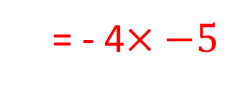 = - 4× −5